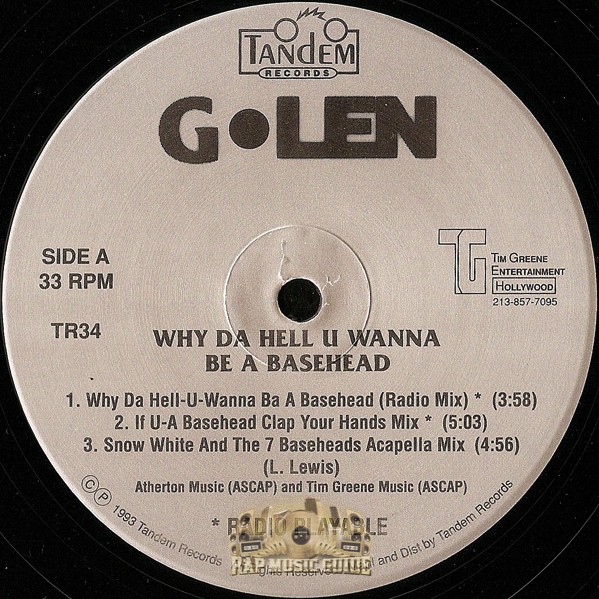 TANDEM
RECORDS
G•LEN
SIDE A
33 RPM
TG
TIM GREENE
ENTERTAINMENT
HOLLYWOOD
213-857-7095
TR34
WHY DA HELL U WANNA
BE A BASEHEAD
1. Why Da Hell-U-Wanna Ba A Basehead (Radio Mix) * (3:58)
2. If U-A Basehead Clap Your Hands Mix * (5:03)
3. Snow White And The 7 Baseheads Acapella Mix (4:56)
(L. Lewis)
Atherton Music (ASCAP) and Tim Greene Music (ASCAP)
* RADIO PLAYABLE
©℗ 1993 Tandem Records
Rights Reserved
and Dist by Tandem Records
RAP MUSIC GUIDE